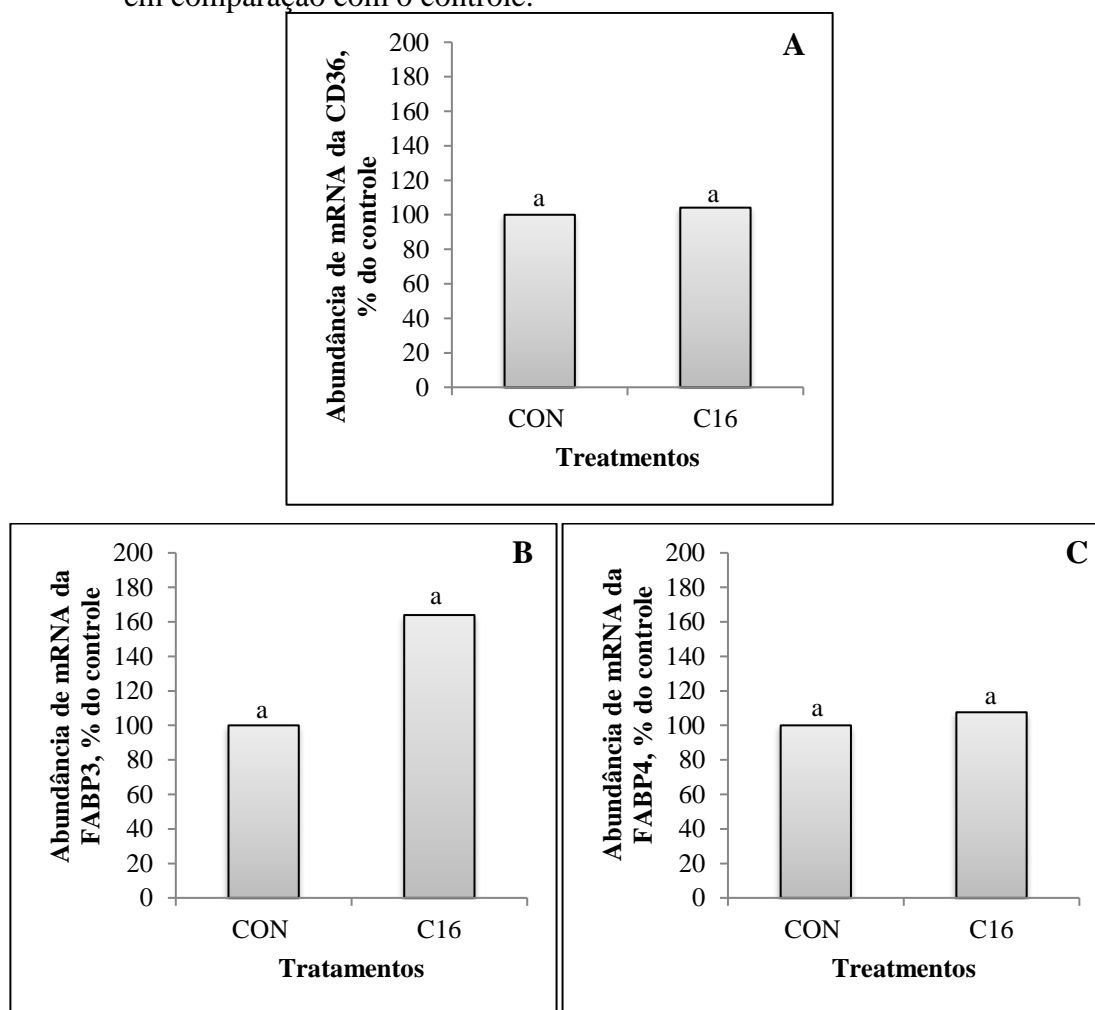 em comparação com o controle.
A
Abundância de mRNA da CD36,
% do controle
200
180
160
140
120
100
80
60
40
20
0
a
a
CON
C16
Treatmentos
B
Abundância de mRNA da
FABP3, % do controle
200
180
160
140
120
100
80
60
40
20
0
a
a
CON
C16
Tratamentos
C
Abundância de mRNA da
FABP4, % do controle
200
180
160
140
120
100
80
60
40
20
0
a
a
CON
C16
Treatmentos